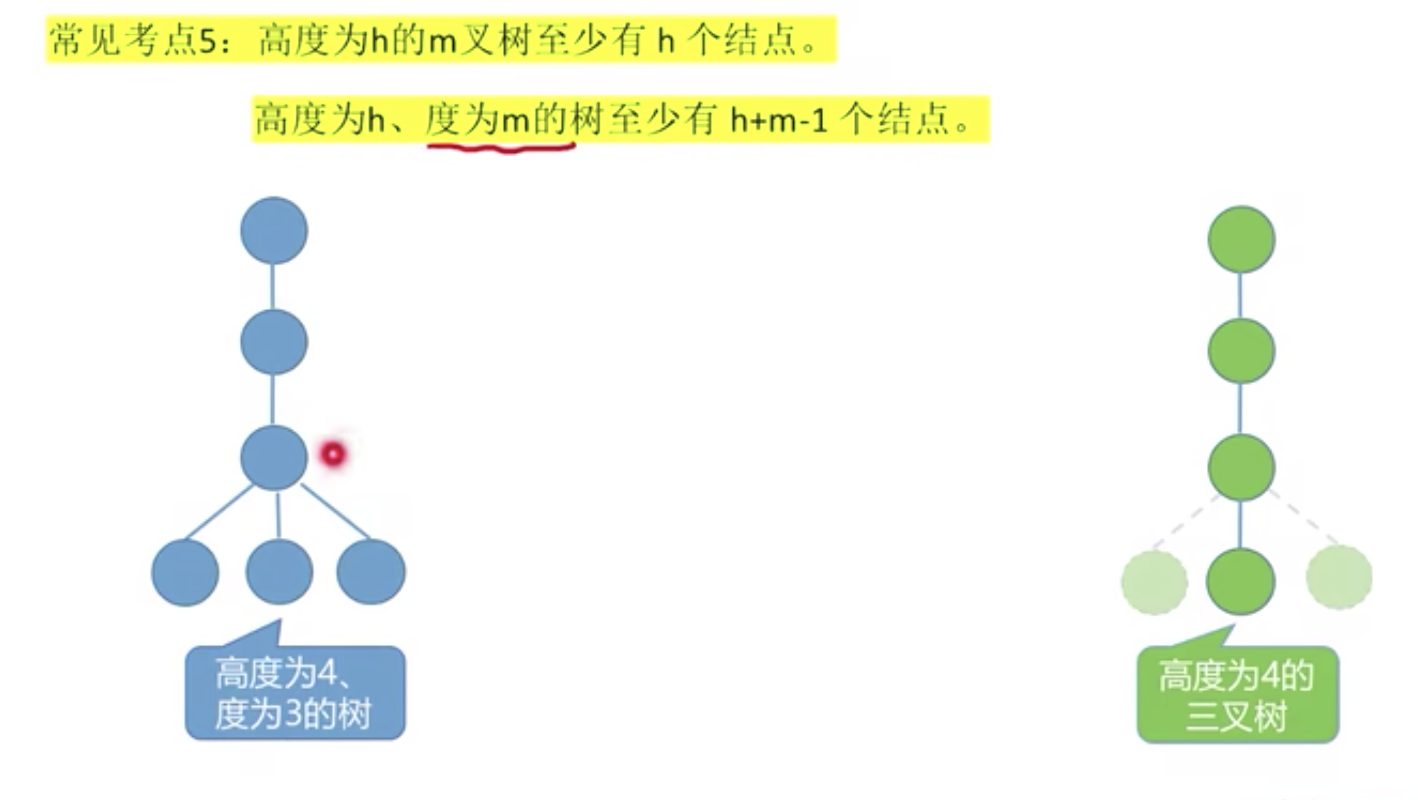 常见考点5：高度为h的m叉树至少有 h 个结点。
高度为h、度为m的树至少有 h+m-1 个结点。
高度为4、
度为3的树
高度为4的
三叉树